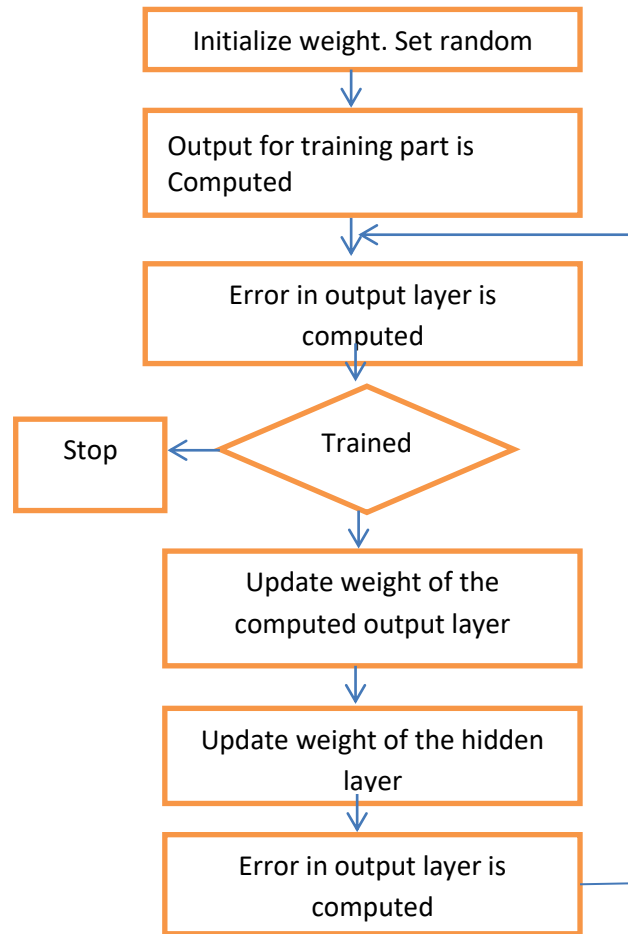 Initialize weight. Set random
Output for training part is
Computed
Error in output layer is
computed
Trained
Stop
Update weight of the
computed output layer
Update weight of the hidden
layer
Error in output layer is
computed